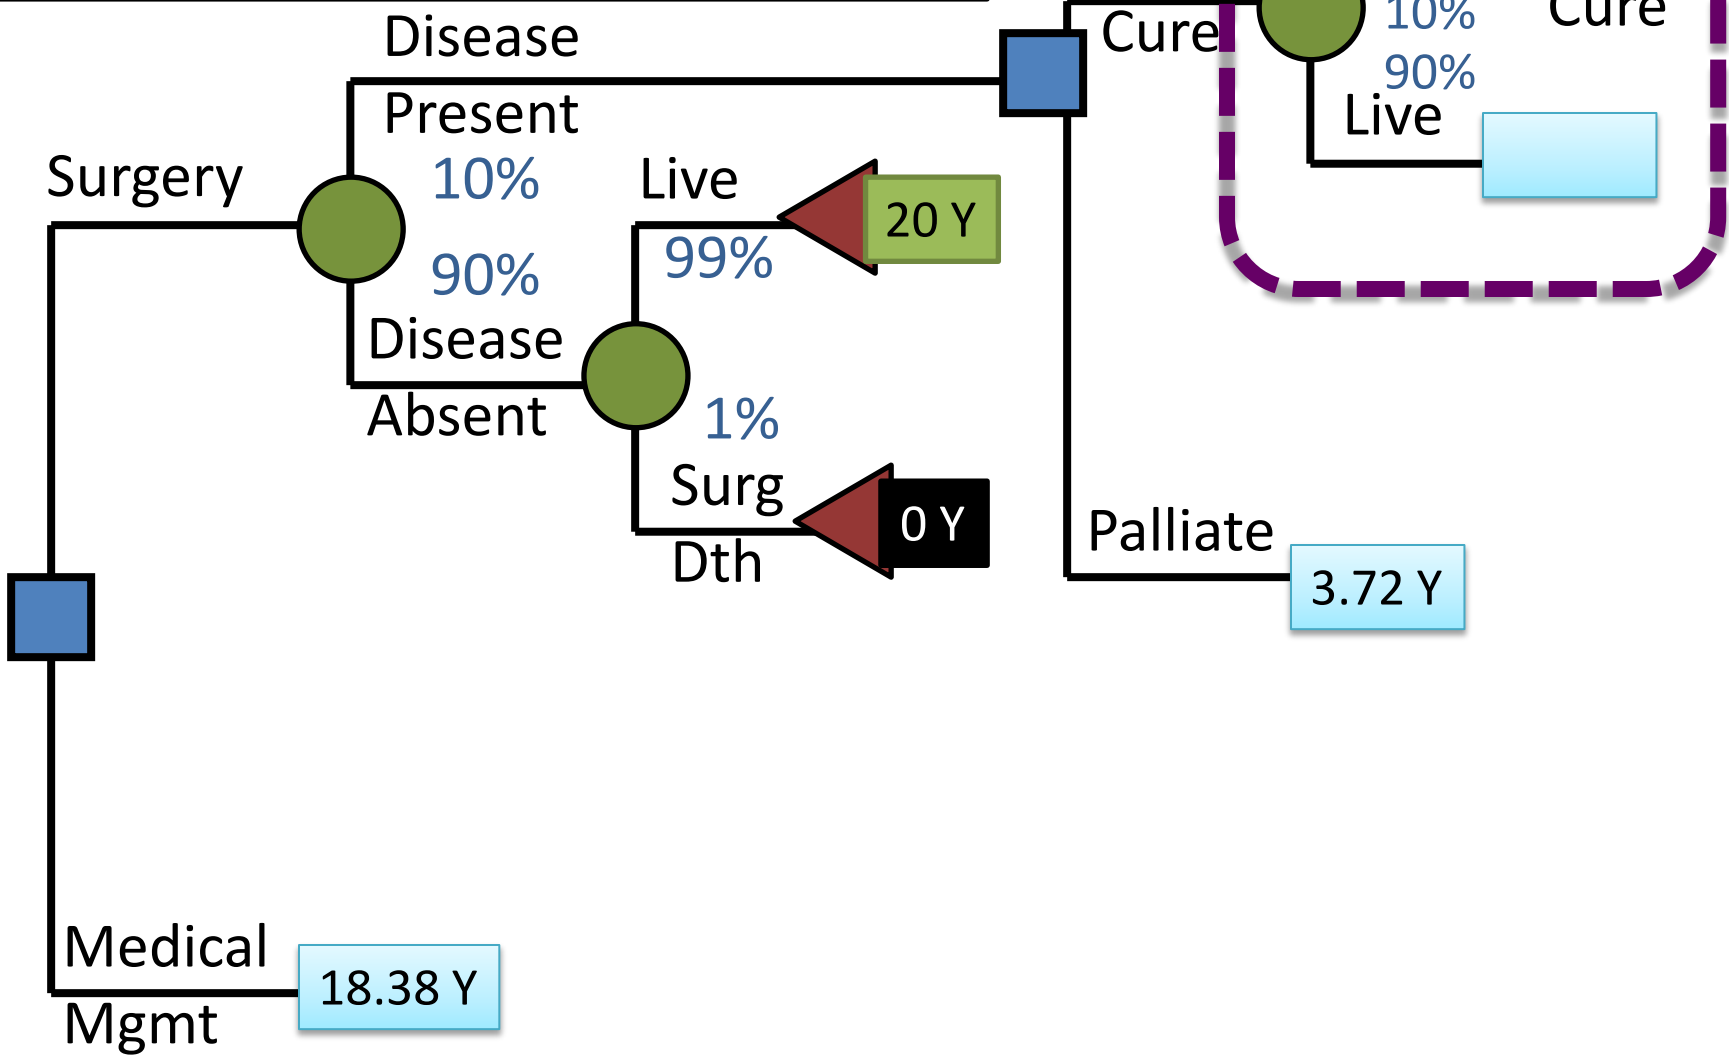 Disease
Present
10%
90%
Surgery
Disease
Absent
Live
99%
20 Y
1%
Surg
Dth
0 Y
Cure
10%
90%
Cure
Live
Palliate
3.72 Y
Medical
Mgmt
18.38 Y